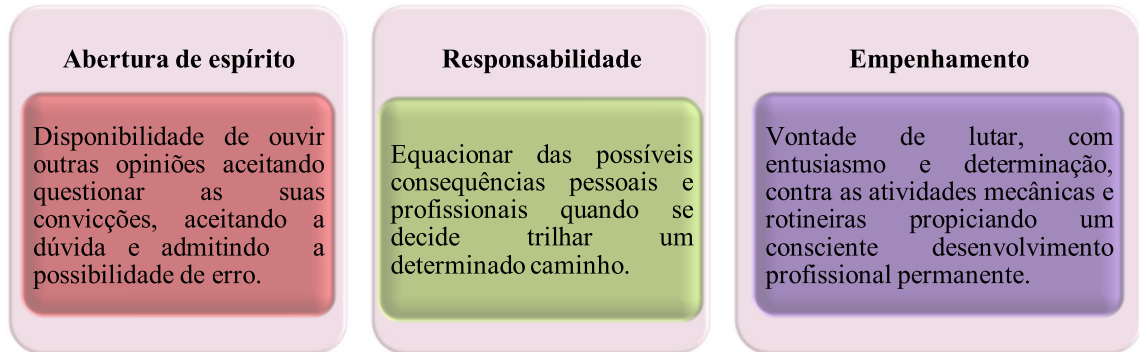 Abertura de espírito
Disponibilidade de ouvir
outras opiniões aceitando
questionar as suas
convicções, aceitando a
dúvida e admitindo a
possibilidade de erro.
Responsabilidade
Equacionar das possíveis
consequências pessoais e
profissionais quando se
decide trilhar um
determinado caminho.
Empenhamento
Vontade de lutar, com
entusiasmo e determinação,
contra as atividades mecânicas e
rotineiras propiciando um
consciente desenvolvimento
profissional permanente.